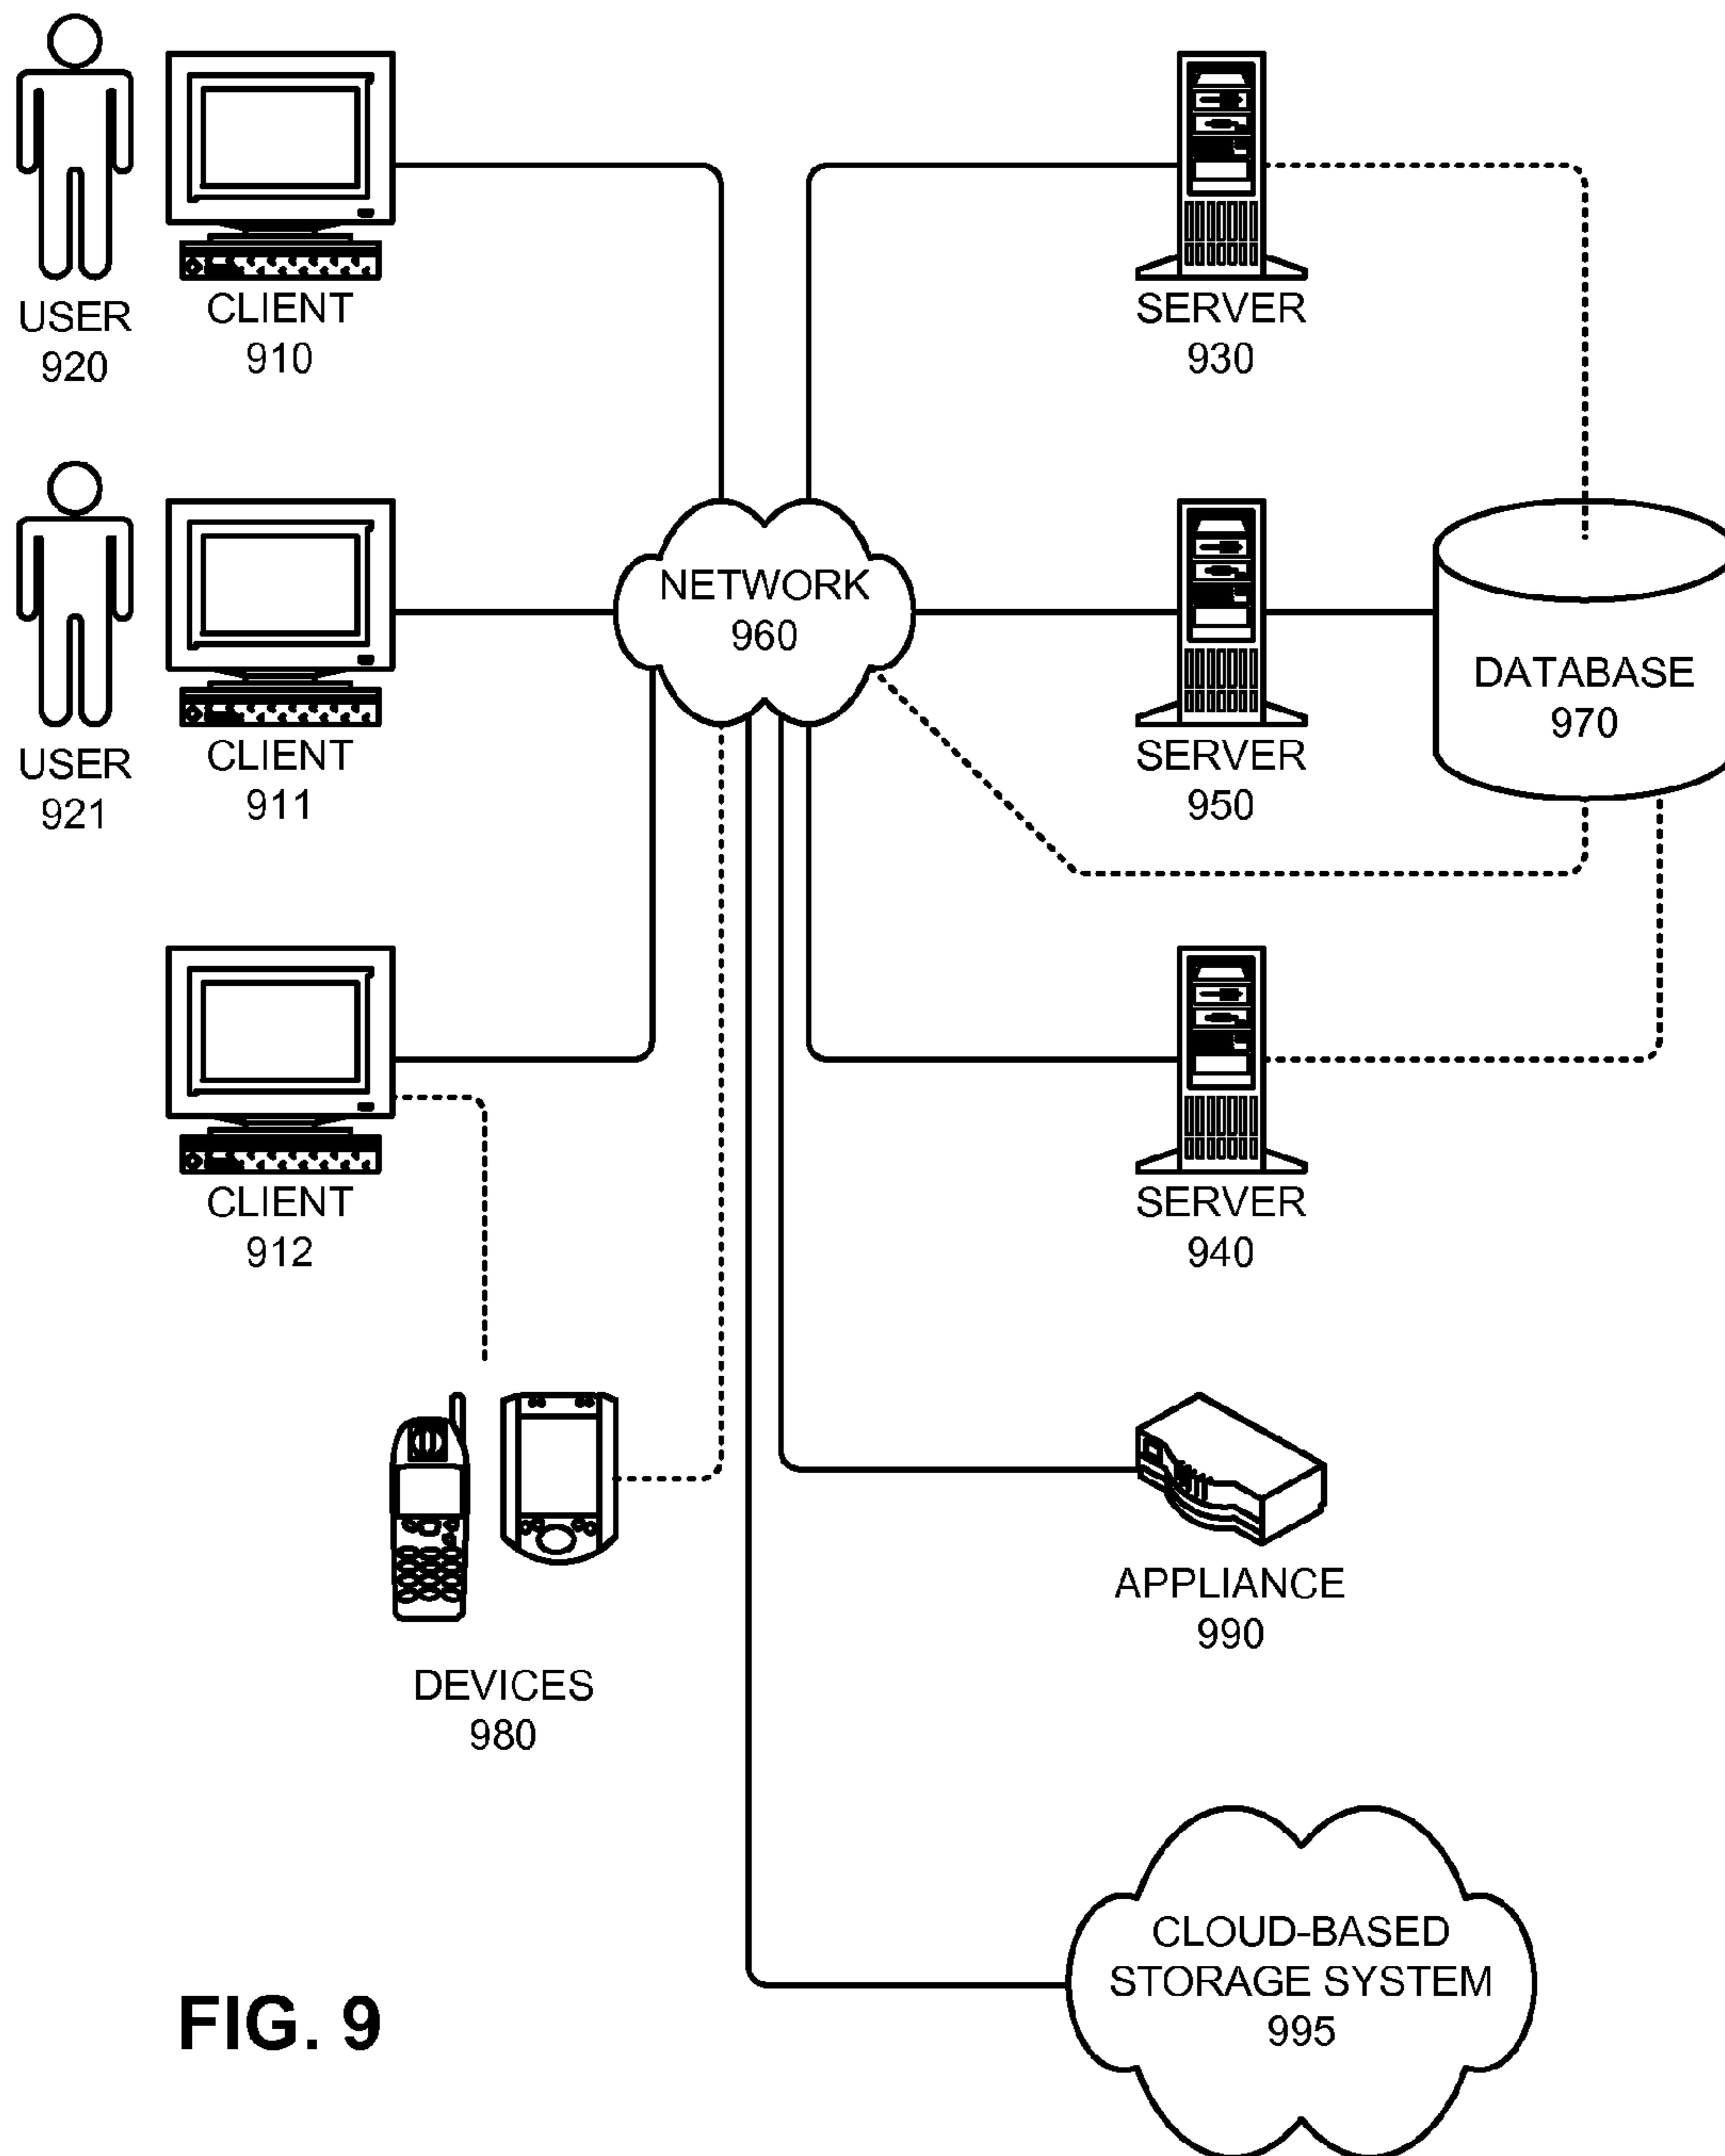 USER
920
CLIENT
910
SERVER
930
USER
921
CLIENT
911
NETWORK
960
SERVER
950
DATABASE
970
CLIENT
912
SERVER
940
DEVICES
980
APPLIANCE
990
CLOUD-BASED
STORAGE SYSTEM
995
FIG. 9